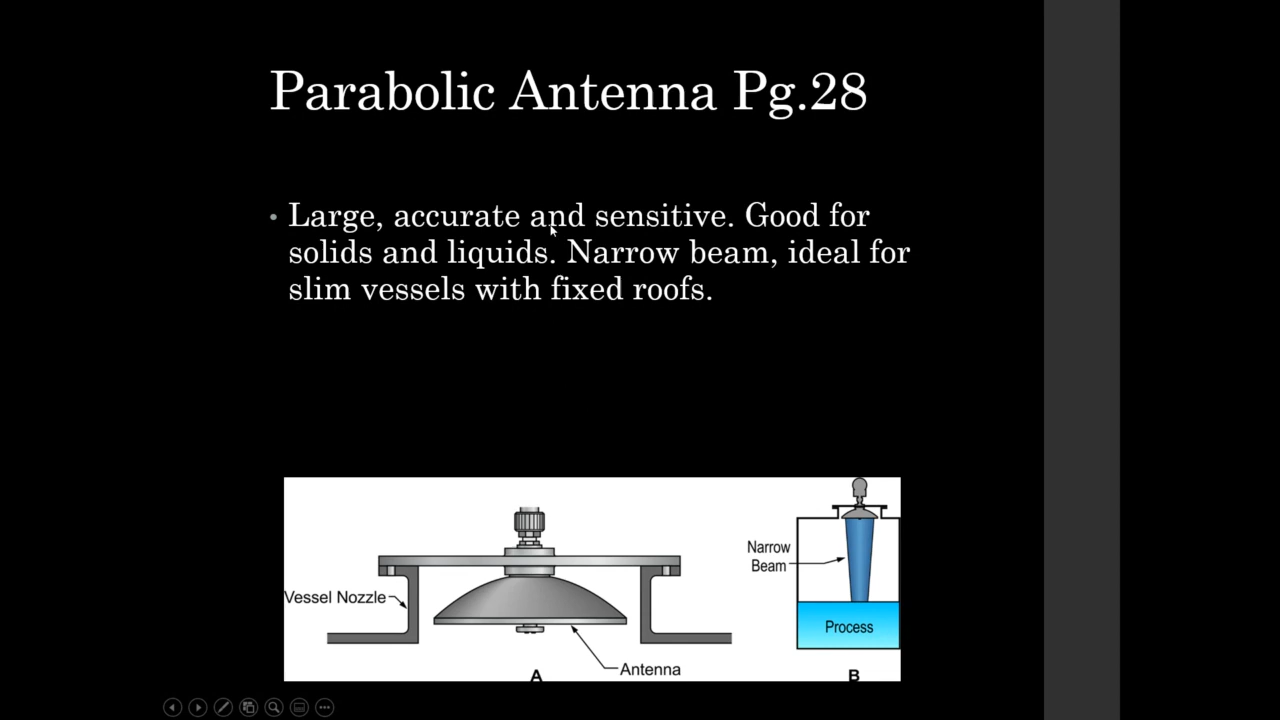 Parabolic Antenna Pg.28
• Large, accurate and sensitive. Good for
solids and liquids. Narrow beam, ideal for
slim vessels with fixed roofs.
Vessel Nozzle
Antenna
A
Narrow
Beam
Process
B